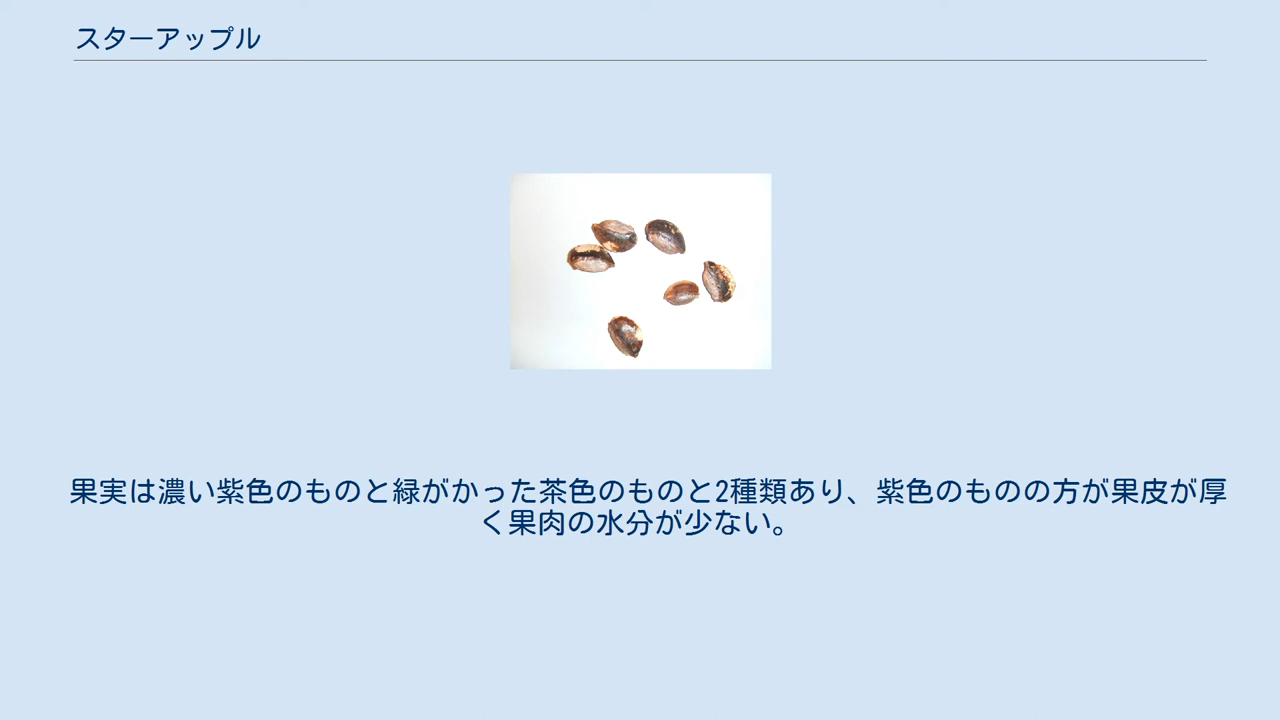 スターアップル
果実は濃い紫色のものと緑がかった茶色のものと2種類あり、紫色のものの方が果皮が厚
く果肉の水分が少ない。